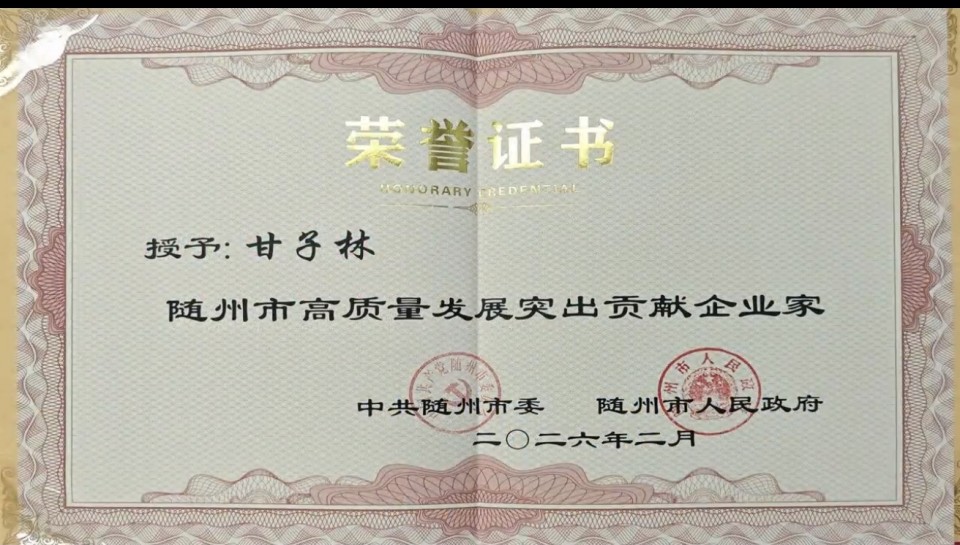 荣誉证书
HONORARY CREDENTIAL
授予: 甘子林
随州市高质量发展突出贡献企业家
中共随州市委 随州市人民政府
二〇二六年二月